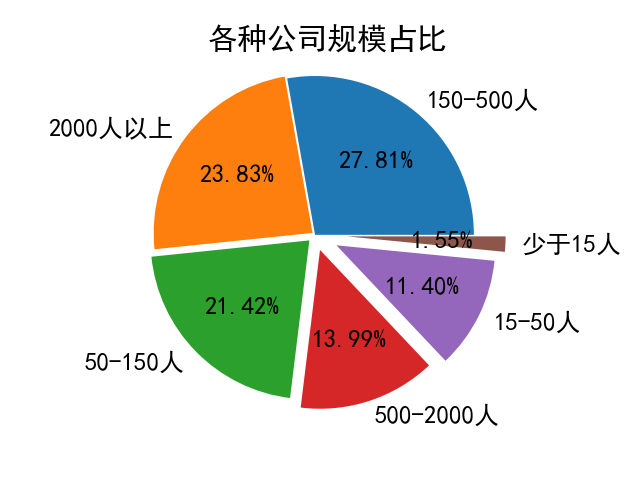 各种公司规模占比
150-500人
27.81%
2000人以上
23.83%
50-150人
21.42%
500-2000人
13.99%
15-50人
11.40%
少于15人
1.55%